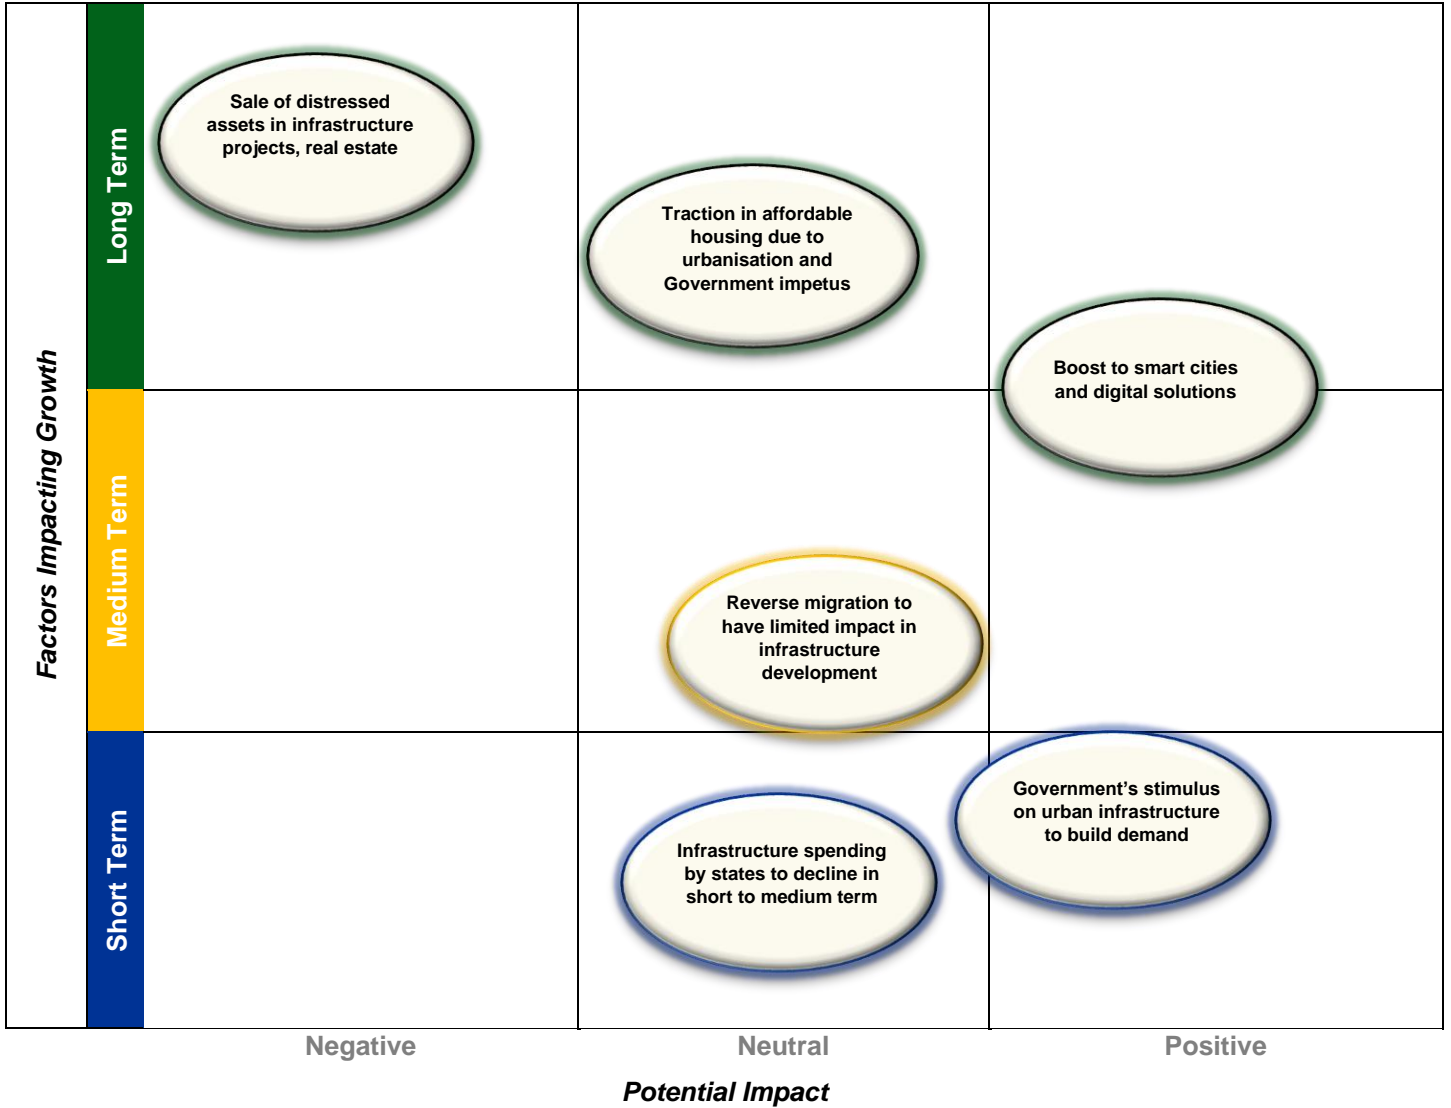 Factors Impacting Growth
Long Term
Medium Term
Short Term
Sale of distressed
assets in infrastructure
projects, real estate
Traction in affordable
housing due to
urbanisation and
Government impetus
Boost to smart cities
and digital solutions
Reverse migration to
have limited impact in
infrastructure
development
Government’s stimulus
on urban infrastructure
to build demand
Infrastructure spending
by states to decline in
short to medium term
Negative
Neutral
Positive
Potential Impact